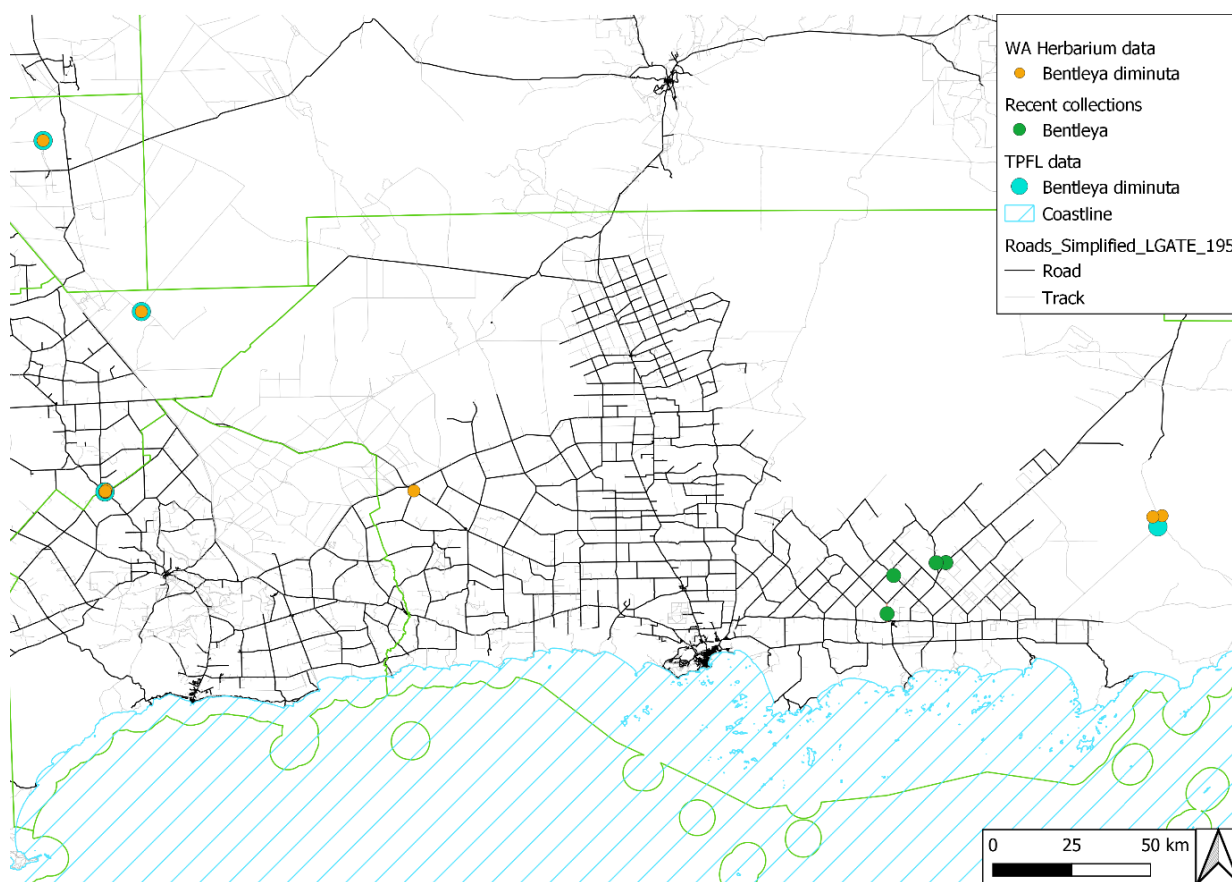 WA Herbarium data
Bentleya diminuta
Recent collections
Bentleya
TPFL data
Bentleya diminuta
Coastline
Roads_Simplified_LGATE_195
Road
Track
0 25 50 km